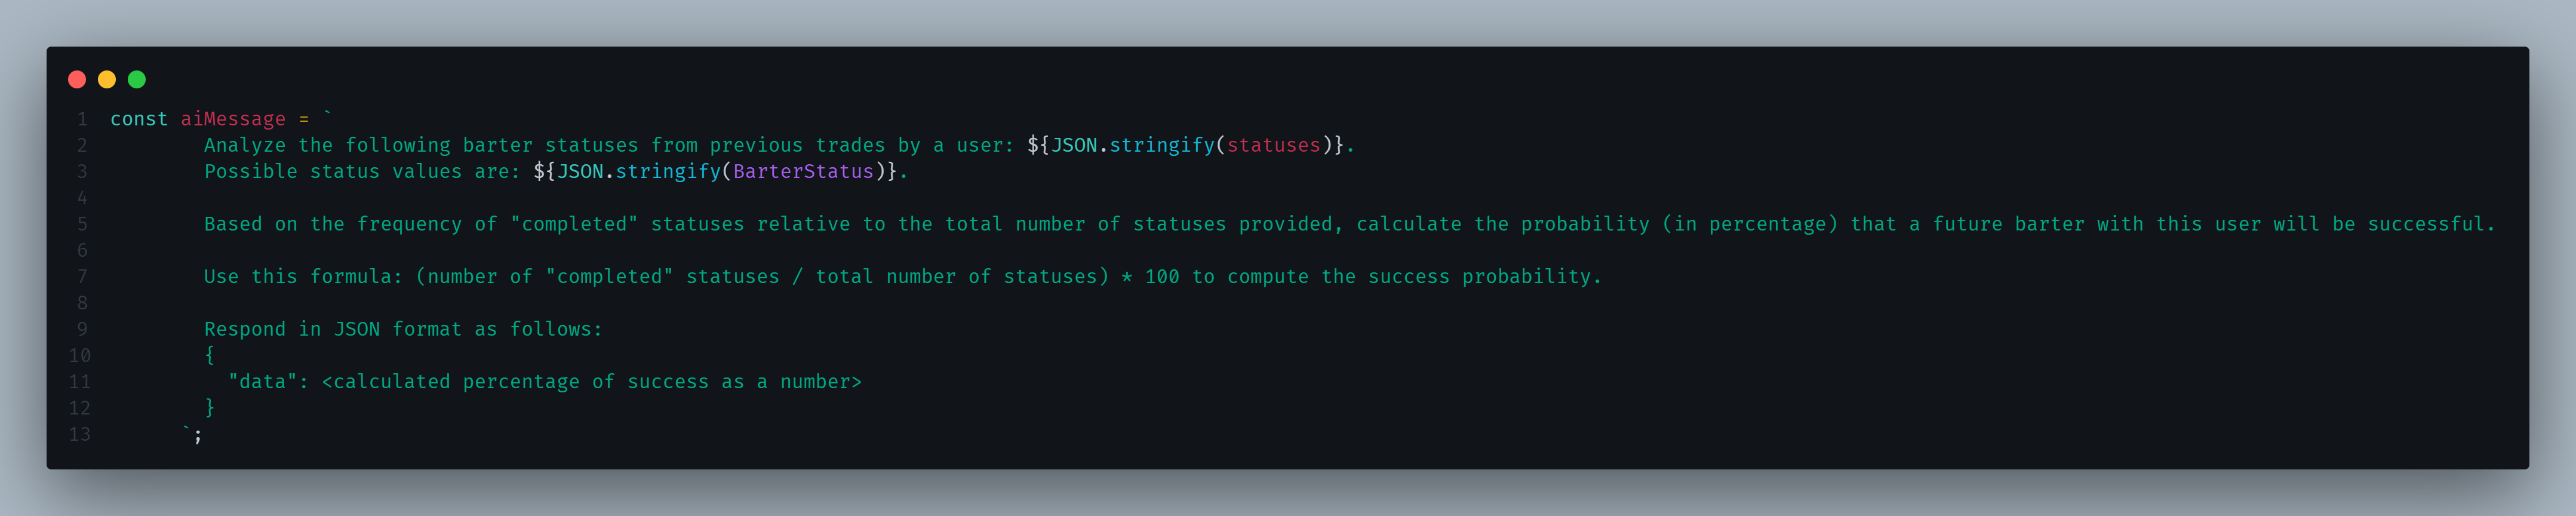 1 const aiMessage = `
2 Analyze the following barter statuses from previous trades by a user: ${JSON.stringify(statuses)}.
3 Possible status values are: ${JSON.stringify(BarterStatus)}.
4
5 Based on the frequency of "completed" statuses relative to the total number of statuses provided, calculate the probability (in percentage) that a future barter with this user will be successful.
6
7 Use this formula: (number of "completed" statuses / total number of statuses) * 100 to compute the success probability.
8
9 Respond in JSON format as follows:
10 {
11 "data": <calculated percentage of success as a number>
12 }
13 `;